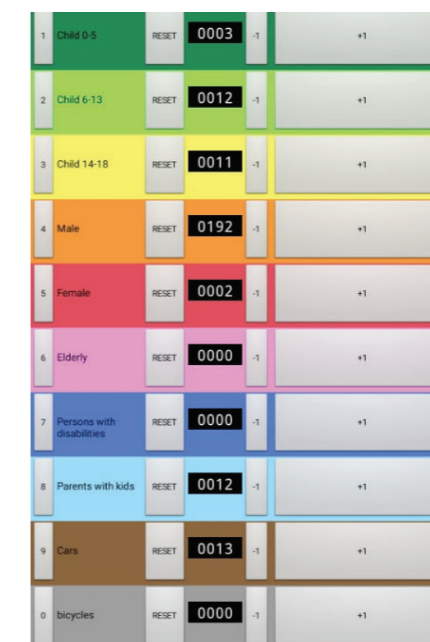 1 Child 0-5 RESET 0003 -1 +1
2 Child 6-13 RESET 0012 -1 +1
3 Child 14-18 RESET 0011 -1 +1
4 Male RESET 0192 -1 +1
5 Female RESET 0002 -1 +1
6 Elderly RESET 0000 -1 +1
7 Persons with disabilities RESET 0000 -1 +1
8 Parents with kids RESET 0012 -1 +1
9 Cars RESET 0013 -1 +1
0 bicycles RESET 0000 -1 +1